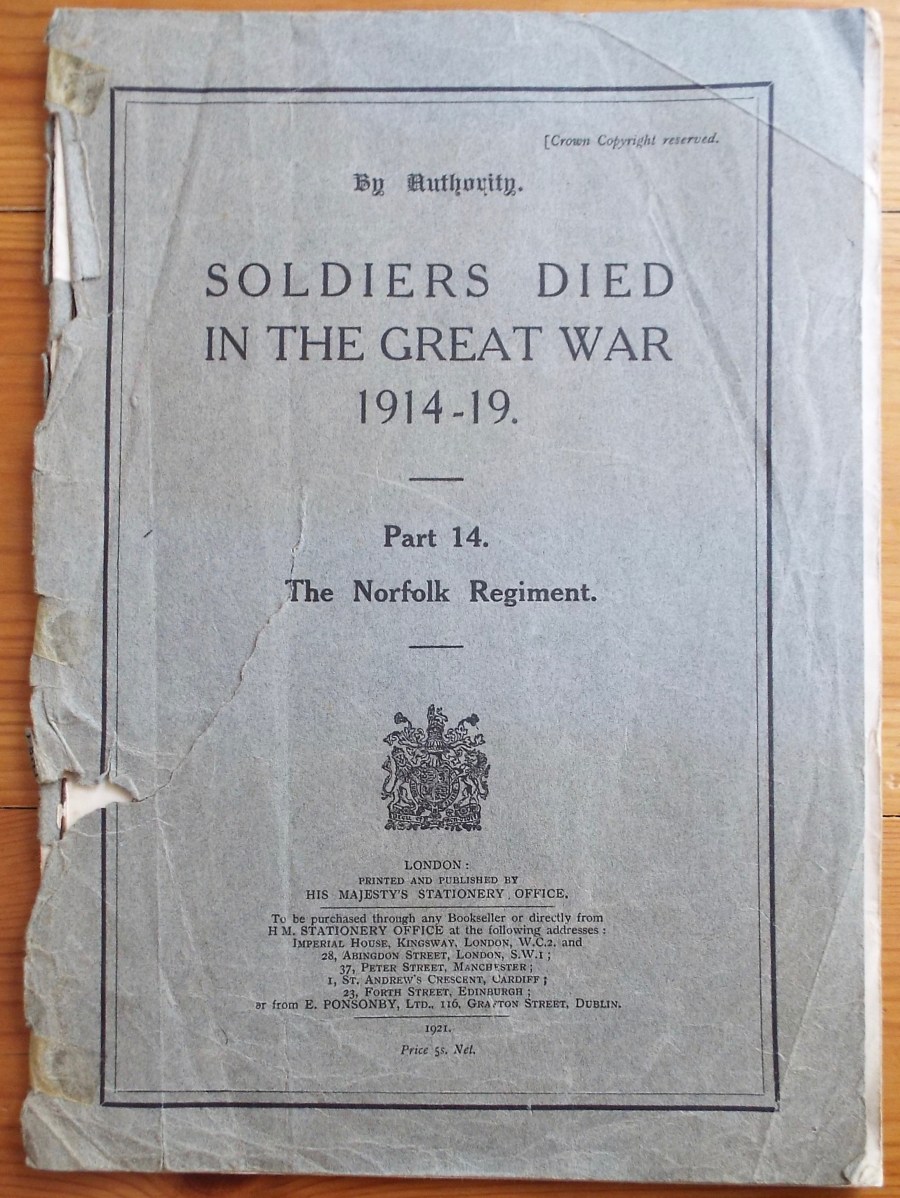 [Crown Copyright reserved.
By Authority.
SOLDIERS DIED
IN THE GREAT WAR
1914-19.
Part 14.
The Norfolk Regiment.
LONDON:
PRINTED AND PUBLISHED BY
HIS MAJESTY'S STATIONERY OFFICE.
To be purchased through any Bookseller or directly from
H M. STATIONERY OFFICE at the following addresses:
IMPERIAL HOUSE, KINGSWAY, LONDON, W.C.2. and
28, ABINGDON STREET, LONDON, S.W.1;
37, PETER STREET, MANCHESTER;
1, ST. ANDREW'S CRESCENT, CARDIFF;
23, FORTH STREET, EDINBURGH;
or from E. PONSONBY, LTD., 116, GRAFTON STREET, DUBLIN.
1921.
Price 5s. Net.